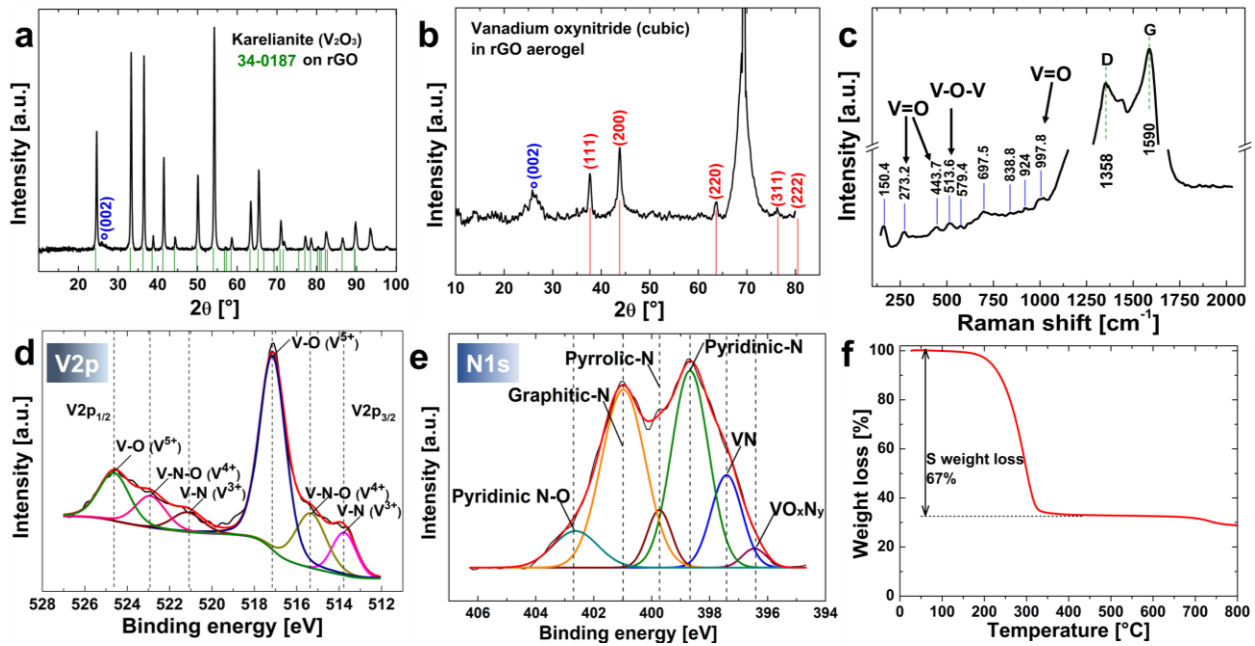 a
Karelianite (V₂O₃)
34-0187 on rGO
(002)
Intensity [a.u.]
10 20 30 40 50 60 70 80 90 100
2θ [°]
b
Vanadium oxynitride (cubic)
in rGO aerogel
(002)
(111)
(200)
(220)
(311)
(222)
Intensity [a.u.]
10 20 30 40 50 60 70 80
2θ [°]
c
V=O
V-O-V
V=O
D
G
150.4
273.2
443.7
513.6
579.4
697.5
838.8
924
997.8
1358
1590
Intensity [a.u.]
250 500 750 1000 1250 1500 1750 2000
Raman shift [cm⁻¹]
d
V2p
V-O (V⁵⁺)
V2p₁/₂
V2p₃/₂
V-O (V⁵⁺)
V-N-O (V⁴⁺)
V-N (V³⁺)
V-N-O (V⁴⁺)
V-N (V³⁺)
Intensity [a.u.]
528 526 524 522 520 518 516 514 512
Binding energy [eV]
e
N1s
Pyrrolic-N
Pyridinic-N
Graphitic-N
VN
Pyridinic N-O
VOₓNᵧ
Intensity [a.u.]
406 404 402 400 398 396 394
Binding energy [eV]
f
100
80
60
40
20
0
S weight loss
67%
Weight loss [%]
0 100 200 300 400 500 600 700 800
Temperature [°C]